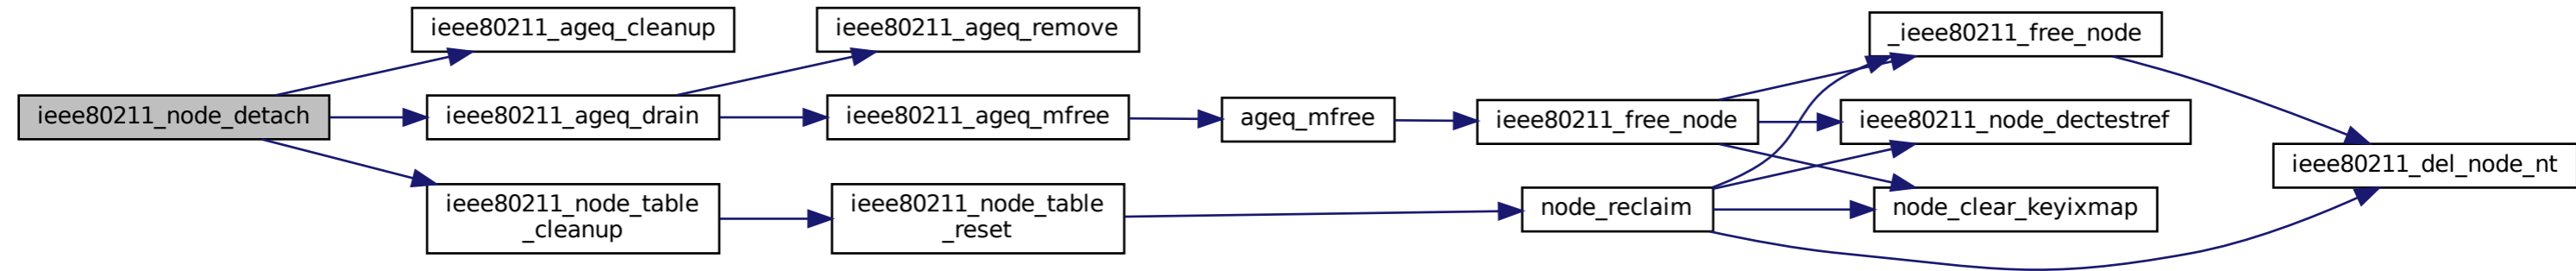 ieee80211_node_detach
ieee80211_ageq_cleanup
ieee80211_ageq_drain
ieee80211_node_table
_cleanup
ieee80211_ageq_remove
ieee80211_ageq_mfree
ieee80211_node_table
_reset
ageq_mfree
ieee80211_free_node
node_reclaim
_ieee80211_free_node
ieee80211_node_dectestref
node_clear_keyixmap
ieee80211_del_node_nt